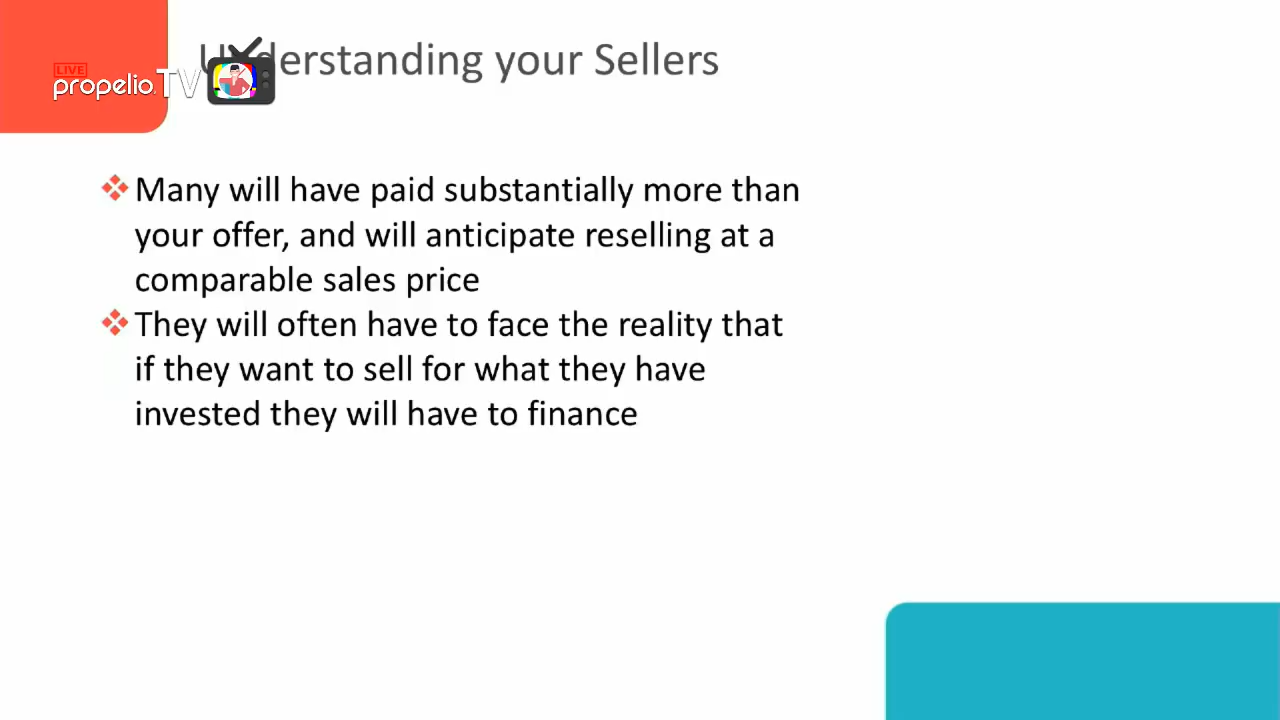 Understanding your Sellers
LIVE
propelio.TV
Many will have paid substantially more than
your offer, and will anticipate reselling at a
comparable sales price
They will often have to face the reality that
if they want to sell for what they have
invested they will have to finance